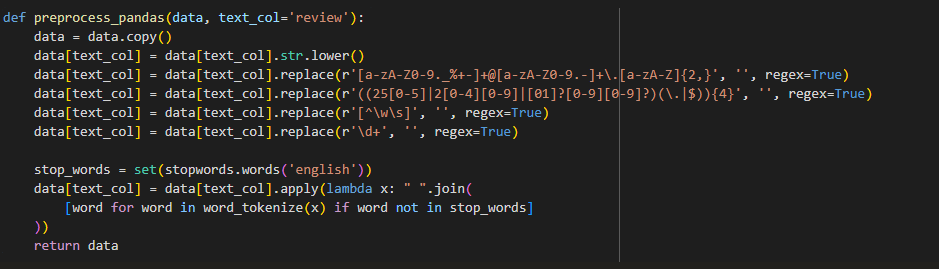 def preprocess_pandas(data, text_col='review'):
    data = data.copy()
    data[text_col] = data[text_col].str.lower()
    data[text_col] = data[text_col].replace(r'[a-zA-Z0-9._%+-]+@[a-zA-Z0-9.-]+\.[a-zA-Z]{2,}', '', regex=True)
    data[text_col] = data[text_col].replace(r'((25[0-5]|2[0-4][0-9]|[01]?[0-9][0-9]?)(\.|$)){4}', '', regex=True)
    data[text_col] = data[text_col].replace(r'[^\w\s]', '', regex=True)
    data[text_col] = data[text_col].replace(r'\d+', '', regex=True)

    stop_words = set(stopwords.words('english'))
    data[text_col] = data[text_col].apply(lambda x: " ".join(
        [word for word in word_tokenize(x) if word not in stop_words]
    ))
    return data